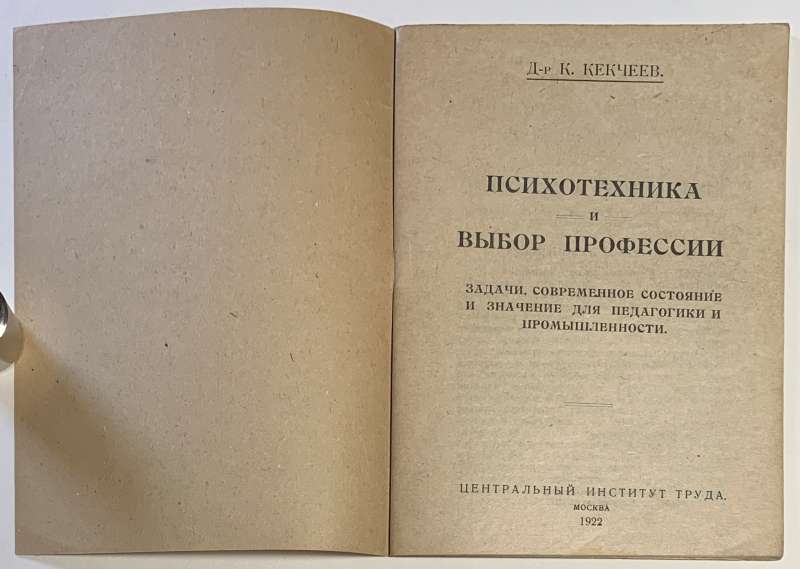 Д-р К. КЕКЧЕЕВ.
ПСИХОТЕХНИКА
И
ВЫБОР ПРОФЕССИИ
ЗАДАЧИ, СОВРЕМЕННОЕ СОСТОЯНИЕ
И ЗНАЧЕНИЕ ДЛЯ ПЕДАГОГИКИ И
ПРОМЫШЛЕННОСТИ.
ЦЕНТРАЛЬНЫЙ ИНСТИТУТ ТРУДА.
МОСКВА
1922